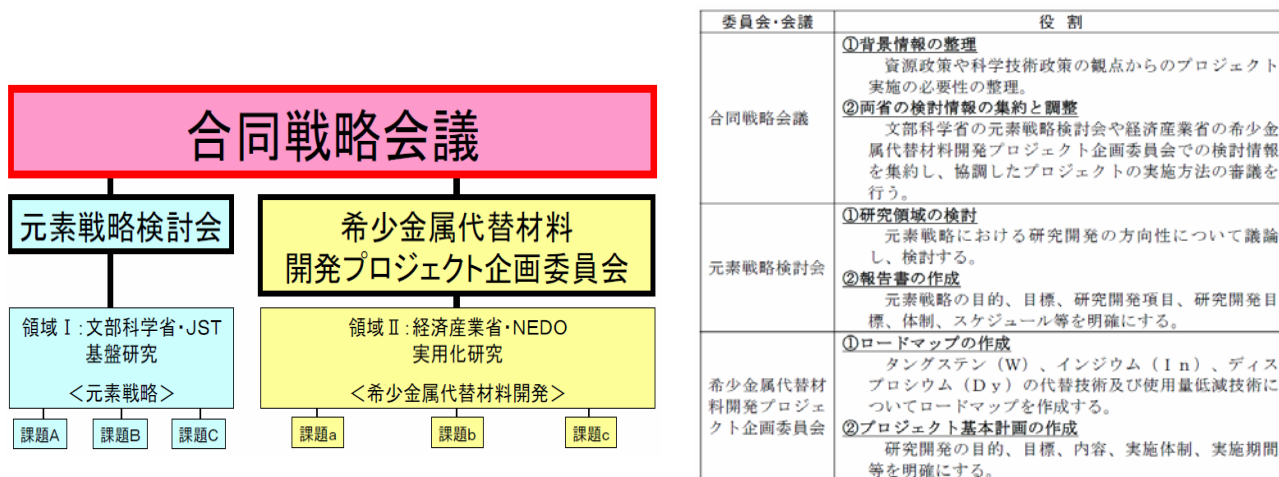 合同戦略会議
元素戦略検討会
希少金属代替材料
開発プロジェクト企画委員会
領域Ⅰ:文部科学省・JST
基盤研究
<元素戦略>
領域Ⅱ:経済産業省・NEDO
実用化研究
<希少金属代替材料開発>
課題A
課題B
課題C
課題a
課題b
課題c
委員会・会議
役 割
合同戦略会議
①背景情報の整理
資源政策や科学技術政策の観点からのプロジェクト
実施の必要性の整理。
②両省の検討情報の集約と調整
文部科学省の元素戦略検討会や経済産業省の希少金
属代替材料開発プロジェクト企画委員会での検討情報
を集約し、協調したプロジェクトの実施方法の審議を
行う。
元素戦略検討会
①研究領域の検討
元素戦略における研究開発の方向性について議論
し、検討する。
②報告書の作成
元素戦略の目的、目標、研究開発項目、研究開発目
標、体制、スケジュール等を明確にする。
希少金属代替材
料開発プロジェ
クト企画委員会
①ロードマップの作成
タングステン(W)、インジウム(In)、ディス
プロシウム(Dy)の代替技術及び使用量低減技術に
ついてロードマップを作成する。
②プロジェクト基本計画の作成
研究開発の目的、目標、内容、実施体制、実施期間
等を明確にする。